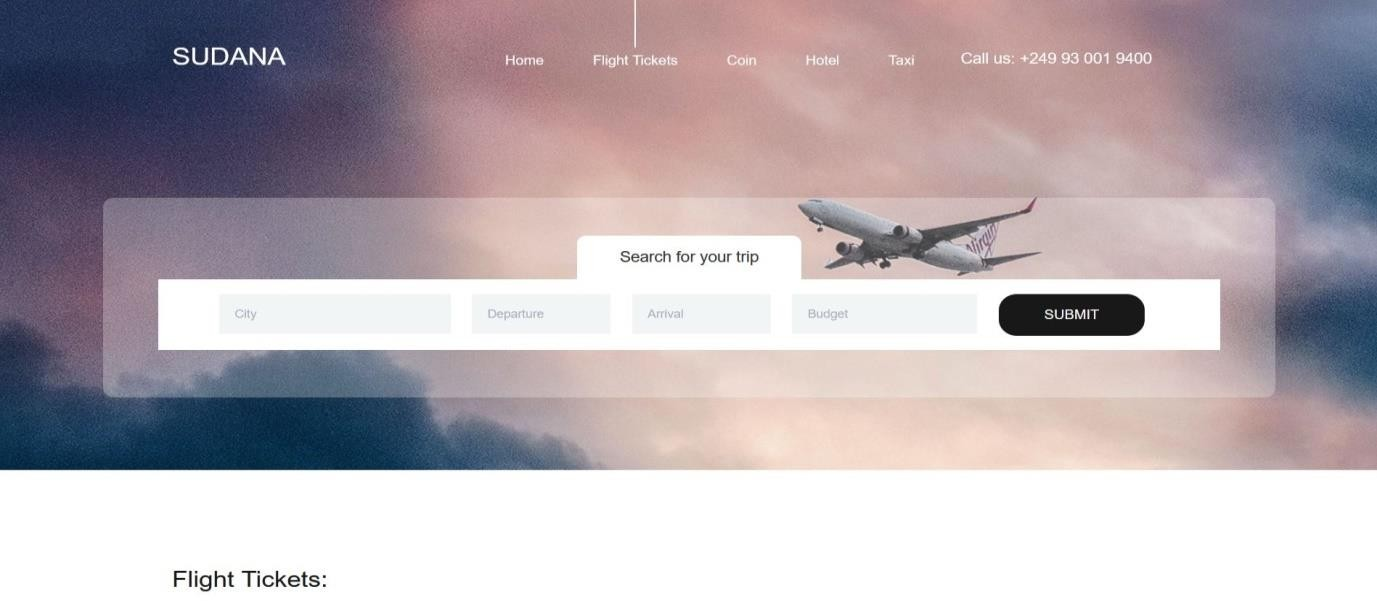 SUDANA
Home Flight Tickets Coin Hotel Taxi Call us: +249 93 001 9400
Virgin
Search for your trip
City Departure Arrival Budget SUBMIT
Flight Tickets: